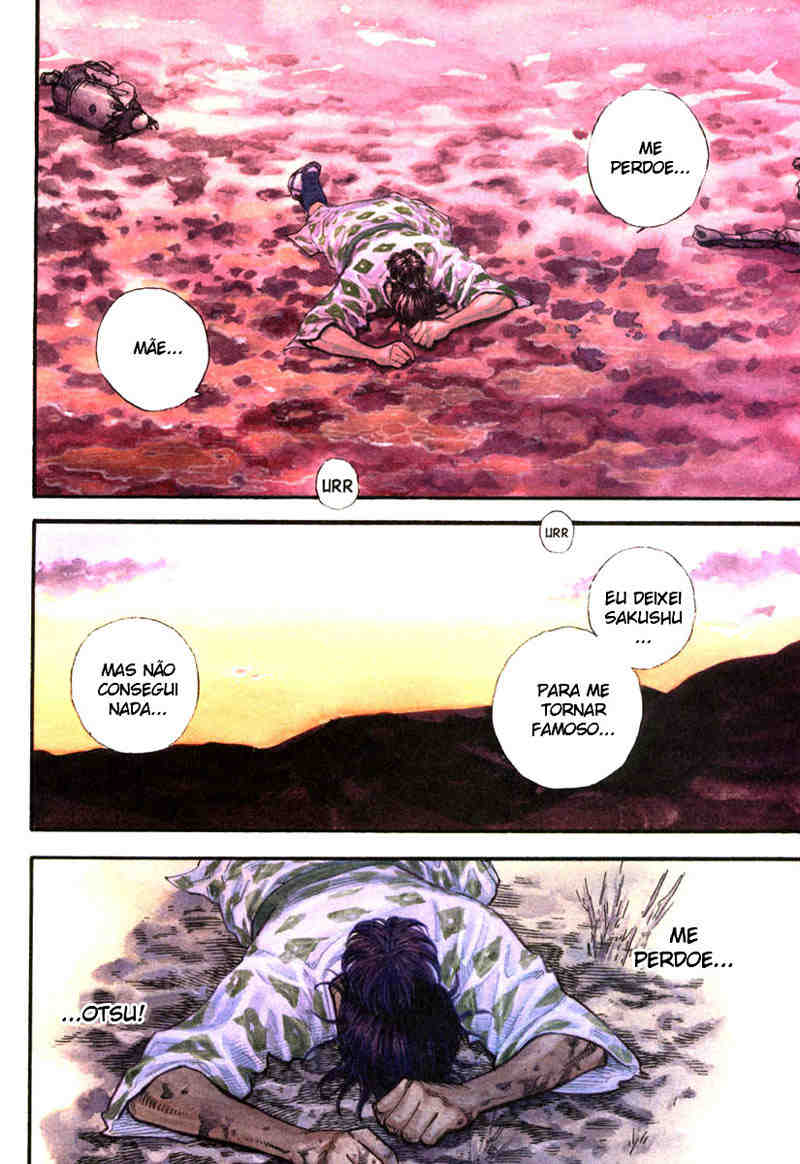 ME
PERDOE...
MÃE...
URR
URR
EU DEIXEI
SAKUSHU
...
PARA ME
TORNAR
FAMOSO...
MAS NÃO
CONSEGUI
NADA...
ME
PERDOE...
...OTSU!